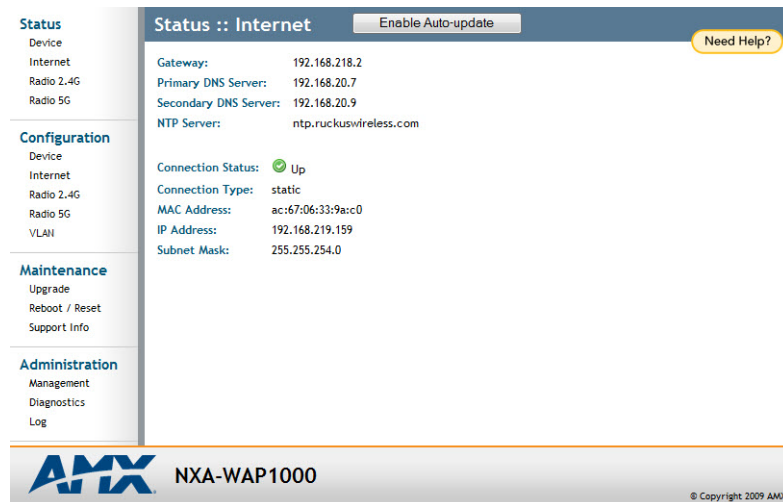 Status
Device
Internet
Radio 2.4G
Radio 5G
Configuration
Device
Internet
Radio 2.4G
Radio 5G
VLAN
Maintenance
Upgrade
Reboot / Reset
Support Info
Administration
Management
Diagnostics
Log
Status :: Internet
Enable Auto-update
Need Help?
Gateway: 192.168.218.2
Primary DNS Server: 192.168.20.7
Secondary DNS Server: 192.168.20.9
NTP Server: ntp.ruckuswireless.com
Connection Status: Up
Connection Type: static
MAC Address: ac:67:06:33:9a:c0
IP Address: 192.168.219.159
Subnet Mask: 255.255.254.0
AMX NXA-WAP1000
© Copyright 2009 AM